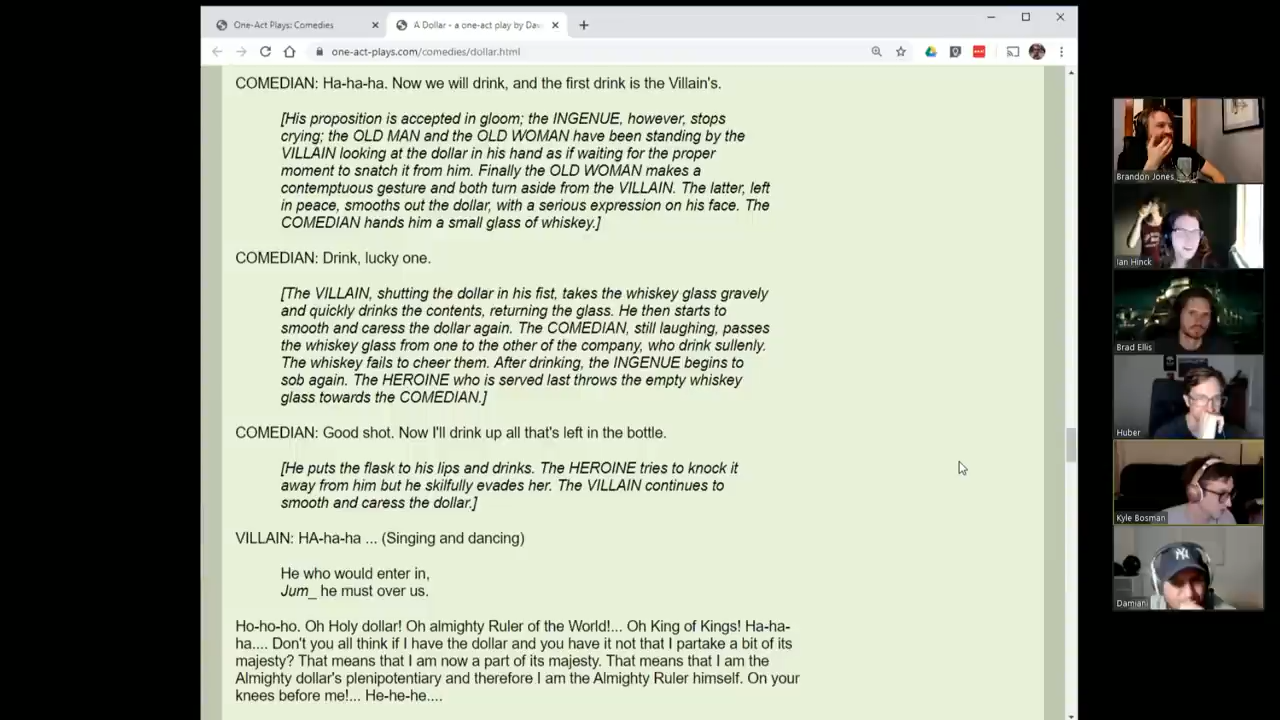 One-Act Plays: Comedies
A Dollar - a one-act play by Dav
one-act-plays.com/comedies/dollar.html
COMEDIAN: Ha-ha-ha. Now we will drink, and the first drink is the Villain's.
[His proposition is accepted in gloom; the INGENUE, however, stops
crying; the OLD MAN and the OLD WOMAN have been standing by the
VILLAIN looking at the dollar in his hand as if waiting for the proper
moment to snatch it from him. Finally the OLD WOMAN makes a
contemptuous gesture and both turn aside from the VILLAIN. The latter, left
in peace, smooths out the dollar, with a serious expression on his face. The
COMEDIAN hands him a small glass of whiskey.]
COMEDIAN: Drink, lucky one.
[The VILLAIN, shutting the dollar in his fist, takes the whiskey glass gravely
and quickly drinks the contents, returning the glass. He then starts to
smooth and caress the dollar again. The COMEDIAN, still laughing, passes
the whiskey glass from one to the other of the company, who drink sullenly.
The whiskey fails to cheer them. After drinking, the INGENUE begins to
sob again. The HEROINE who is served last throws the empty whiskey
glass towards the COMEDIAN.]
COMEDIAN: Good shot. Now I'll drink up all that's left in the bottle.
[He puts the flask to his lips and drinks. The HEROINE tries to knock it
away from him but he skilfully evades her. The VILLAIN continues to
smooth and caress the dollar.]
VILLAIN: HA-ha-ha ... (Singing and dancing)
He who would enter in,
Jum_ he must over us.
Ho-ho-ho. Oh Holy dollar! Oh almighty Ruler of the World!... Oh King of Kings! Ha-ha-
ha.... Don't you all think if I have the dollar and you have it not that I partake a bit of its
majesty? That means that I am now a part of its majesty. That means that I am the
Almighty dollar's plenipotentiary and therefore I am the Almighty Ruler himself. On your
knees before me!... He-he-he....
Brandon Jones
Ian Hinck
Brad Ellis
Huber
Kyle Bosman
Damiani